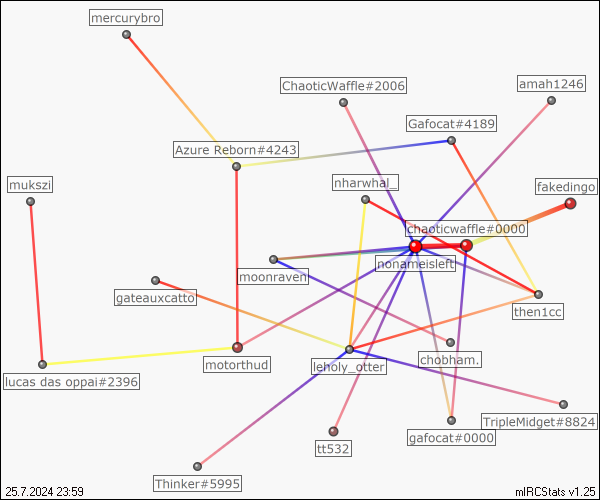 mercurybro
ChaoticWaffle#2006
amah1246
Gafocat#4189
Azure Reborn#4243
nharwhal_
mukszi
fakedingo
chaoticwaffle#0000
nonameisleft
moonraven
gateauxcatto
then1cc
chobham.
motorthud
leholy_otter
lucas das oppai#2396
TripleMidget#8824
gafocat#0000
tt532
Thinker#5995
25.7.2024 23:59
mIRCStats v1.25